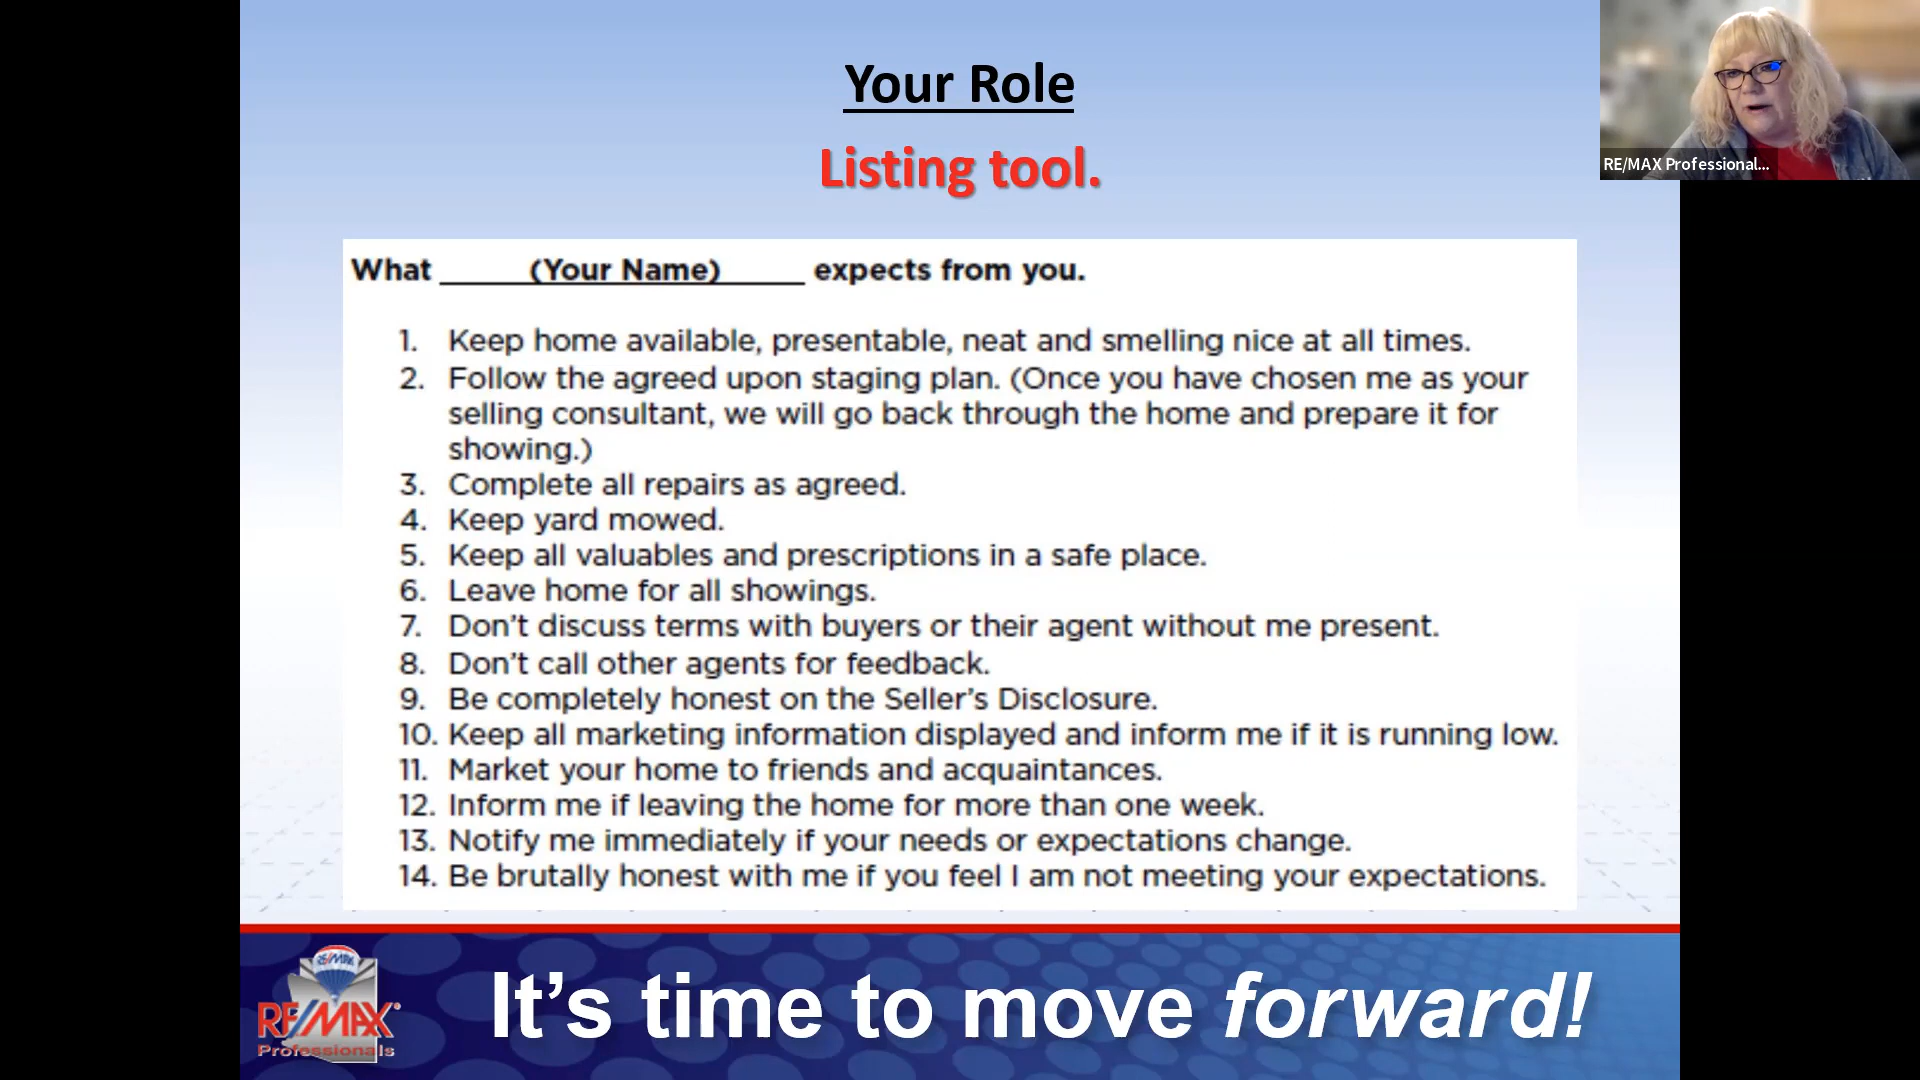 Your Role
Listing tool.
RE/MAX Professional...
What _____(Your Name)_____ expects from you.
1. Keep home available, presentable, neat and smelling nice at all times.
2. Follow the agreed upon staging plan. (Once you have chosen me as your
selling consultant, we will go back through the home and prepare it for
showing.)
3. Complete all repairs as agreed.
4. Keep yard mowed.
5. Keep all valuables and prescriptions in a safe place.
6. Leave home for all showings.
7. Don’t discuss terms with buyers or their agent without me present.
8. Don’t call other agents for feedback.
9. Be completely honest on the Seller’s Disclosure.
10. Keep all marketing information displayed and inform me if it is running low.
11. Market your home to friends and acquaintances.
12. Inform me if leaving the home for more than one week.
13. Notify me immediately if your needs or expectations change.
14. Be brutally honest with me if you feel I am not meeting your expectations.
RE/MAX
RE/MAX®
Professionals
It’s time to move forward!